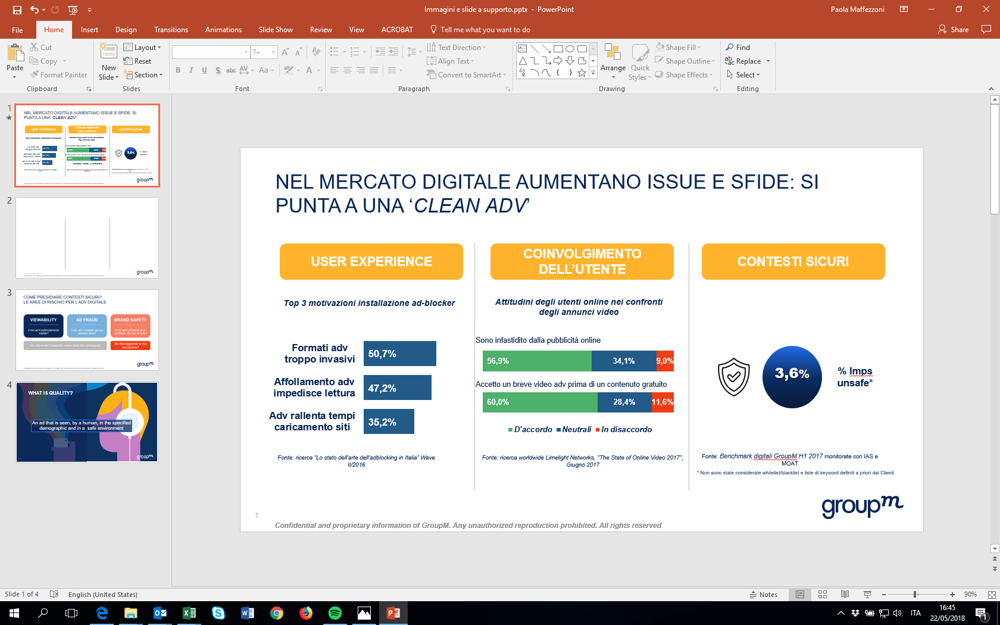 Immagini e slide a supporto.pptx - PowerPoint
Paola Maffezzoni
File Home Insert Design Transitions Animations Slide Show Review View ACROBAT Tell me what you want to do
Share
Paste
Cut
Copy
Format Painter
Clipboard
New
Slide
Layout
Reset
Section
Slides
7+
B I U S abc AV Aa A
Font
Text Direction
Align Text
Convert to SmartArt
Paragraph
Arrange
Quick
Styles
Shape Fill
Shape Outline
Shape Effects
Drawing
Find
Replace
Select
Editing
1
NEL MERCATO DIGITALE AUMENTANO ISSUE E SFIDE: SI
PUNTA A UNA ‘CLEAN ADV’
USER EXPERIENCE
COINVOLGIMENTO
DELL’UTENTE
CONTESTI SICURI
3,6%
groupm
2
groupm
3
COME PRESIDIARE CONTESTI SICURI?
LE AREE DI RISCHIO PER L’ADV DIGITALE
VIEWABILITY
AD FRAUD
BRAND SAFETY
groupm
4
WHAT IS QUALITY?
An ad that is seen, by a human, in the specified
demographic and in a safe environment
groupm
NEL MERCATO DIGITALE AUMENTANO ISSUE E SFIDE: SI
PUNTA A UNA ‘CLEAN ADV’
USER EXPERIENCE
Top 3 motivazioni installazione ad-blocker
Formati adv
troppo invasivi
50,7%
Affollamento adv
impedisce lettura
47,2%
Adv rallenta tempi
caricamento siti
35,2%
Fonte: ricerca "Lo stato dell'arte dell'adblocking in Italia" Wave
II/2016
COINVOLGIMENTO
DELL’UTENTE
Attitudini degli utenti online nei confronti
degli annunci video
Sono infastidito dalla pubblicità online
56,9% 34,1% 9,0%
Accetto un breve video adv prima di un contenuto gratuito
60,0% 28,4% 11,6%
D'accordo Neutrali In disaccordo
Fonte: ricerca worldwide Limelight Networks, "The State of Online Video 2017",
Giugno 2017
CONTESTI SICURI
3,6%
% Imps
unsafe*
Fonte: Benchmark digitali GroupM H1 2017 monitorate con IAS e
MOAT
* Non sono state considerate whitelist/blacklist e liste di keyword definiti a priori dai Clienti
groupm
1
Confidential and proprietary information of GroupM. Any unauthorized reproduction prohibited. All rights reserved
Slide 1 of 4
English (United States)
Notes
90%
ITA
16:45
22/05/2018
1